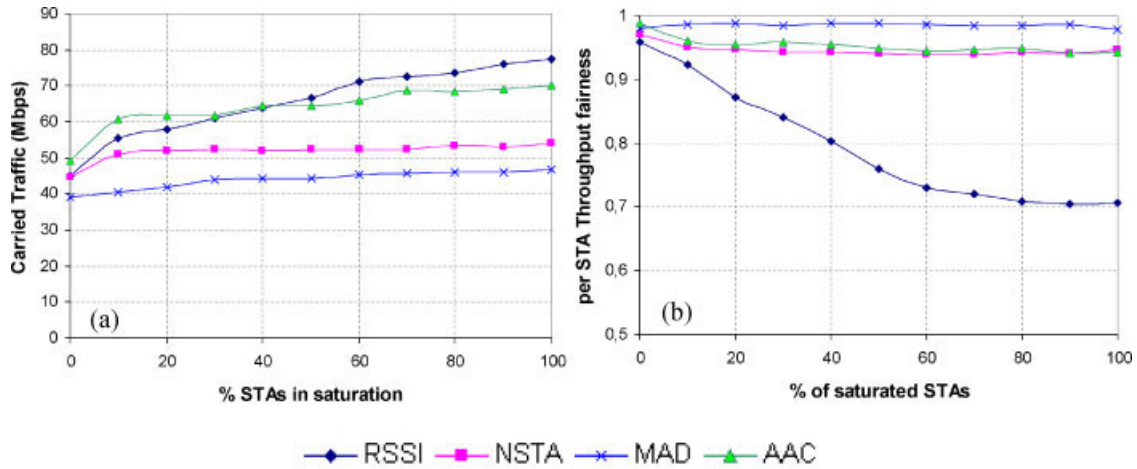 90
80
70
60
50
40
30
20
10
0
Carried Traffic (Mbps)
(a)
0 20 40 60 80 100
% STAs in saturation
1
0,9
0,8
0,7
0,6
0,5
per STA Throughput fairness
(b)
0 20 40 60 80 100
% of saturated STAs
RSSI NSTA MAD AAC